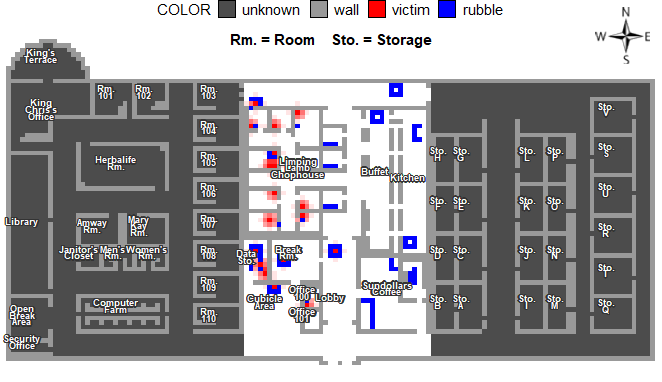 COLOR unknown wall victim rubble
Rm. = Room Sto. = Storage
N
W E
S
King's
Terrace
King
Chris's
Office
Rm.
101
Rm.
102
Rm.
103
Rm.
104
Rm.
105
Rm.
106
Rm.
107
Rm.
108
Rm.
109
Rm.
110
Herbalife
Rm.
Library
Amway
Rm.
Mary
Kay
Rm.
Janitor's
Closet
Men's
Rm.
Women's
Rm.
Computer
Farm
Open
Break
Area
Security
Office
Limping
Lamb
Chophouse
Buffet
Kitchen
Data
Sto.
Break
Rm.
Cubicle
Area
Office
100
Lobby
Office
101
Sundollars
Coffee
Sto.
H
Sto.
G
Sto.
F
Sto.
E
Sto.
D
Sto.
C
Sto.
B
Sto.
A
Sto.
L
Sto.
P
Sto.
K
Sto.
O
Sto.
J
Sto.
N
Sto.
I
Sto.
M
Sto.
V
Sto.
S
Sto.
U
Sto.
R
Sto.
T
Sto.
Q